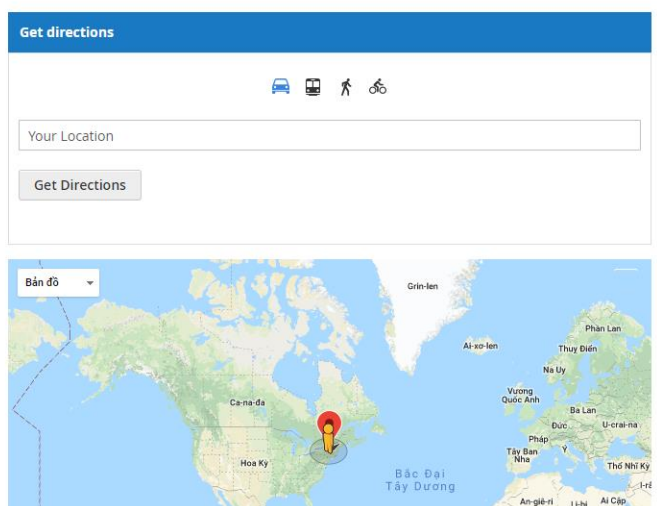 Get directions
Your Location
Get Directions
Bản đồ
Grin-len
Phần Lan
Ai-xơ-len
Thụy Điển
Na Uy
Vương
Quốc Anh
Ca-na-đa
Ba Lan
Đức
U-crai-na
Pháp
Tây Ban
Nha
Ý
Hoa Kỳ
Thổ Nhĩ Kỳ
Bắc Đại
Tây Dương
An-giê-ri
Li-bi
Ai Cập